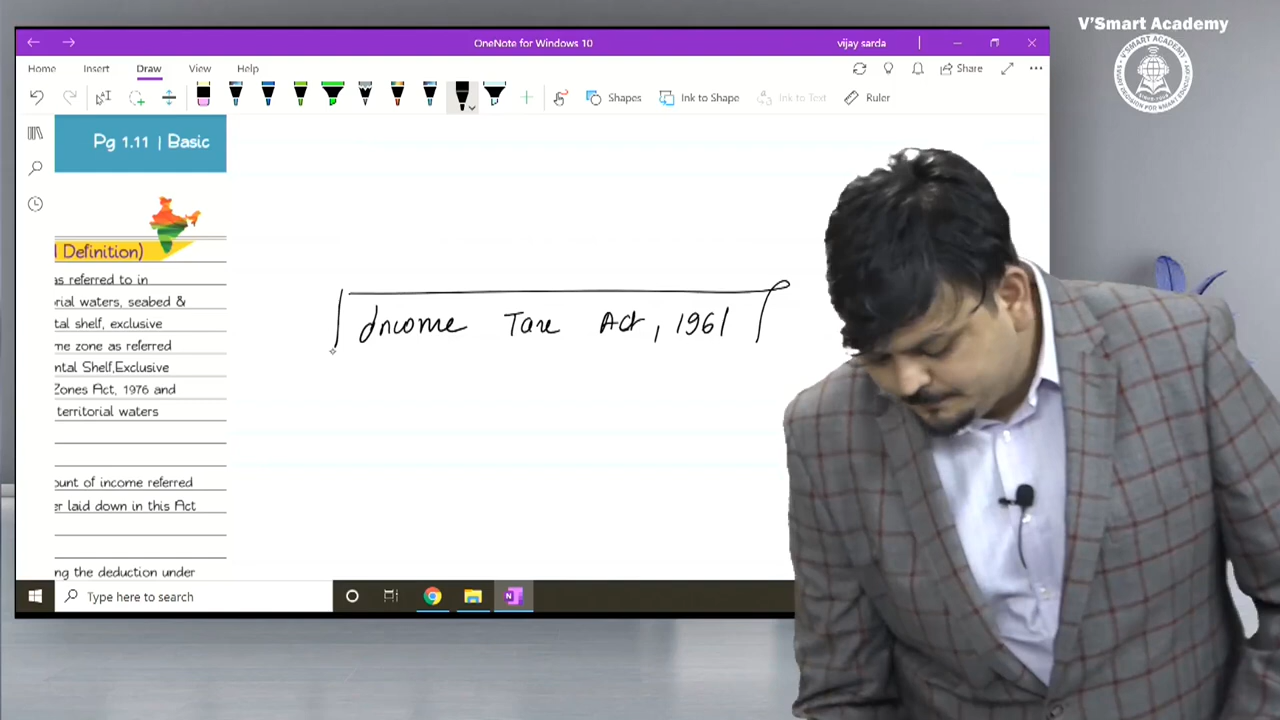 V'Smart Academy
OneNote for Windows 10
vijay sarda
Home Insert Draw View Help
Share
Shapes
Ink to Shape
Ink to Text
Ruler
Pg 1.11 | Basic
Definition)
as referred to in
rial waters, seabed &
tal shelf, exclusive
me zone as referred
ntal Shelf,Exclusive
Zones Act, 1976 and
territorial waters
ount of income referred
er laid down in this Act
ng the deduction under
Income Tax Act, 1961
Type here to search